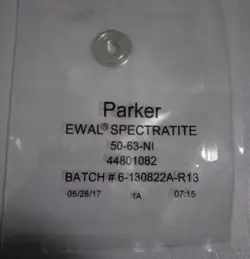 Parker
EWAL® SPECTRATITE
50-63-NI
44801082
BATCH # 6-130822A-R13
05/28/17 1A 07:15